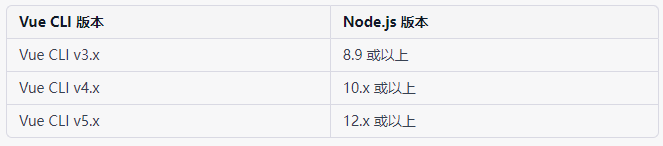 Vue CLI 版本 Node.js 版本
Vue CLI v3.x 8.9 或以上
Vue CLI v4.x 10.x 或以上
Vue CLI v5.x 12.x 或以上